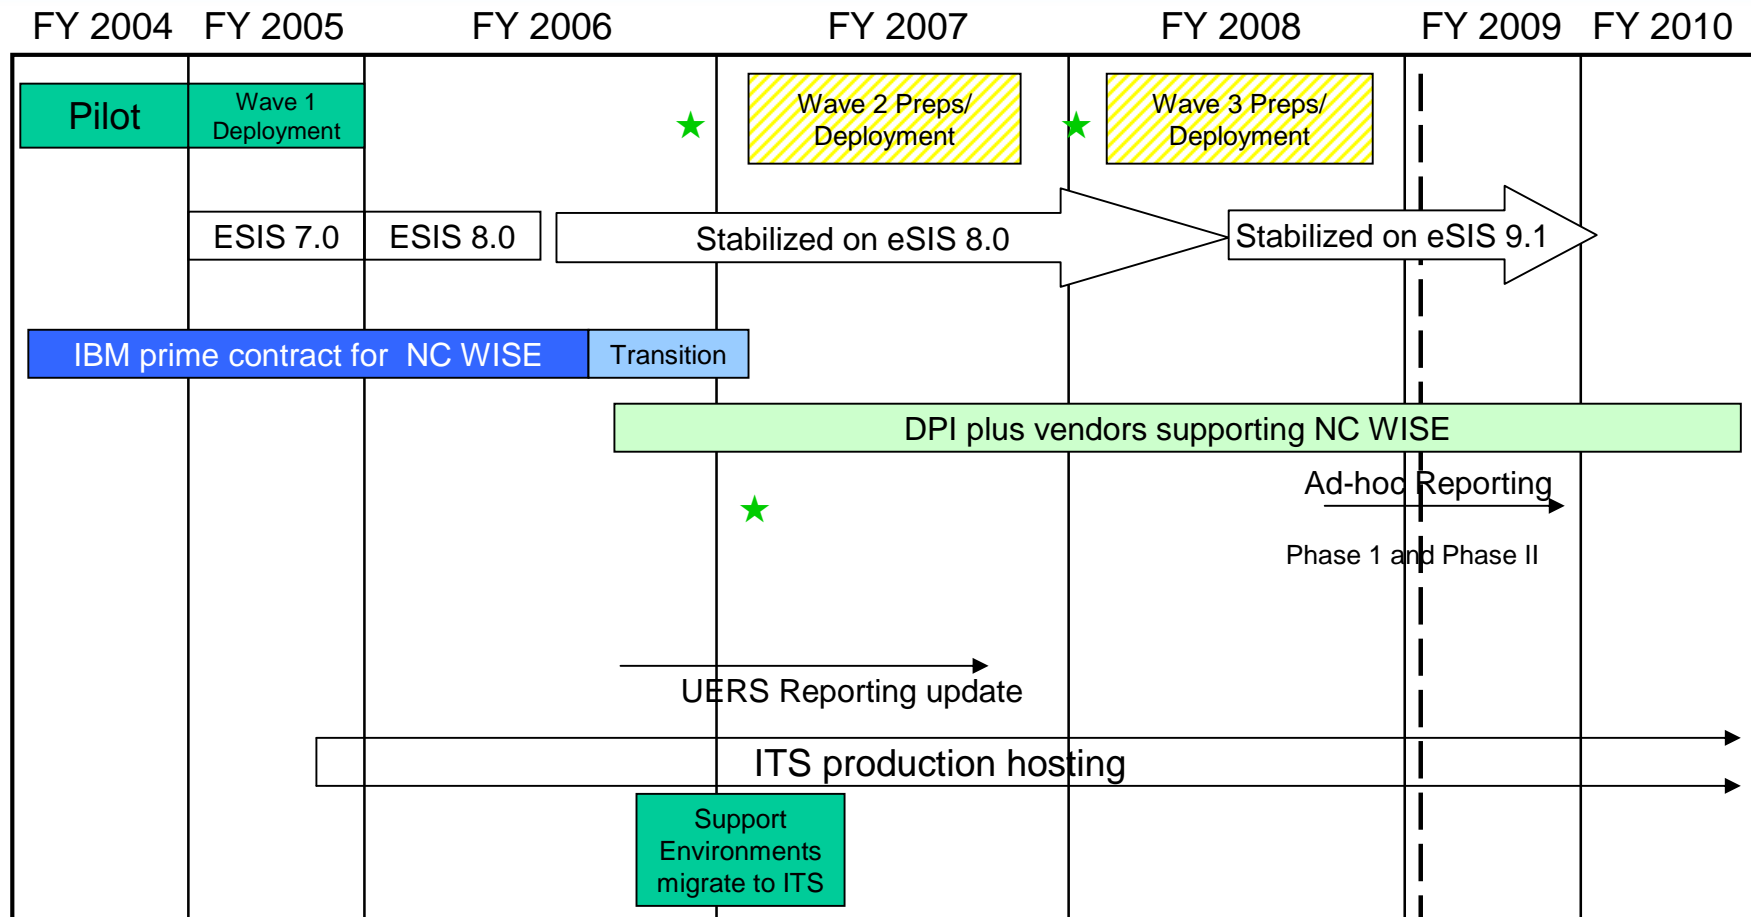 FY 2004 FY 2005 FY 2006 FY 2007 FY 2008 FY 2009 FY 2010
Pilot
Wave 1
Deployment
Wave 2 Preps/
Deployment
Wave 3 Preps/
Deployment
ESIS 7.0
ESIS 8.0
Stabilized on eSIS 8.0
Stabilized on eSIS 9.1
IBM prime contract for NC WISE
Transition
DPI plus vendors supporting NC WISE
Ad-hoc Reporting
Phase 1 and Phase II
UERS Reporting update
ITS production hosting
Support
Environments
migrate to ITS